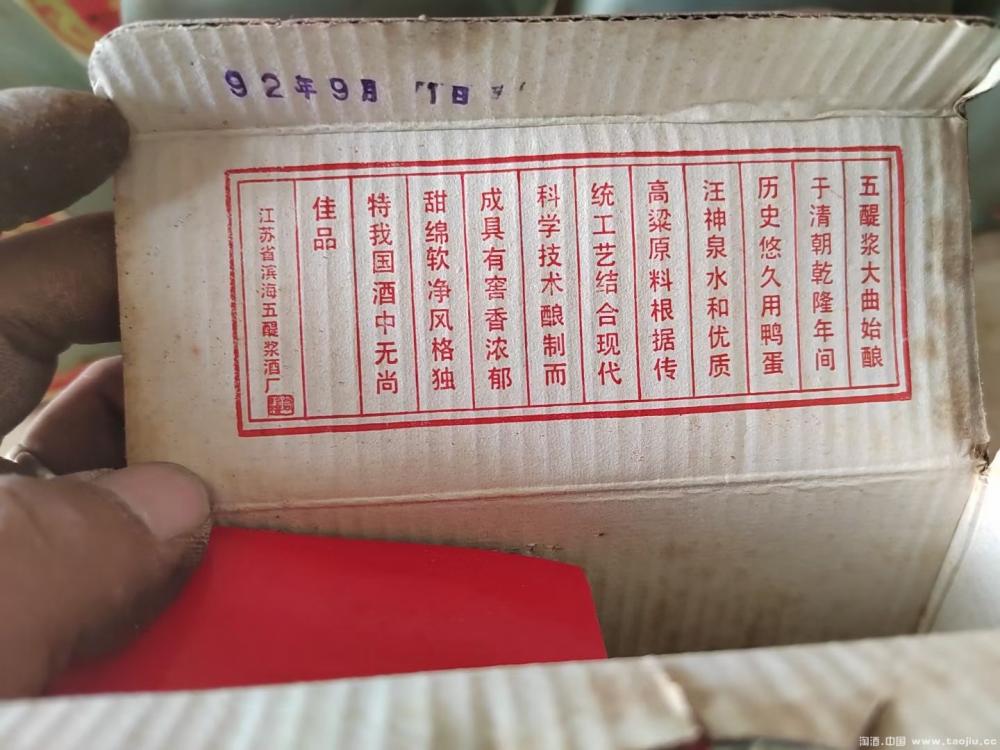 92年9月 1日
五醍浆大曲始酿
于清朝乾隆年间
历史悠久用鸭蛋
汪神泉水和优质
高粱原料根据传
统工艺结合现代
科学技术酿制而
成具有窖香浓郁
甜绵软净风格独
特我国酒中无尚
佳品
江苏省滨海五醍浆酒厂
淘酒.中国 www.taojiu.cc